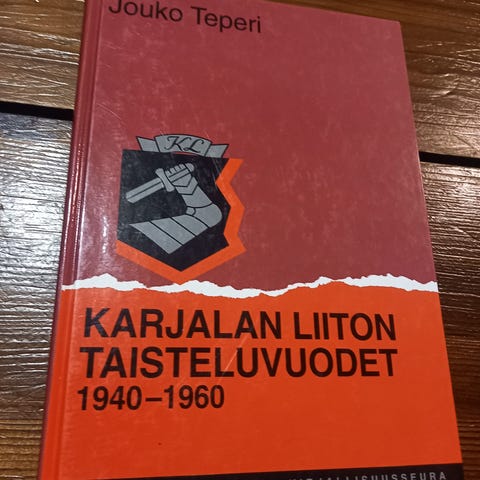 Jouko Teperi
KL
KARJALAN LIITON
TAISTELUVUODET
1940–1960